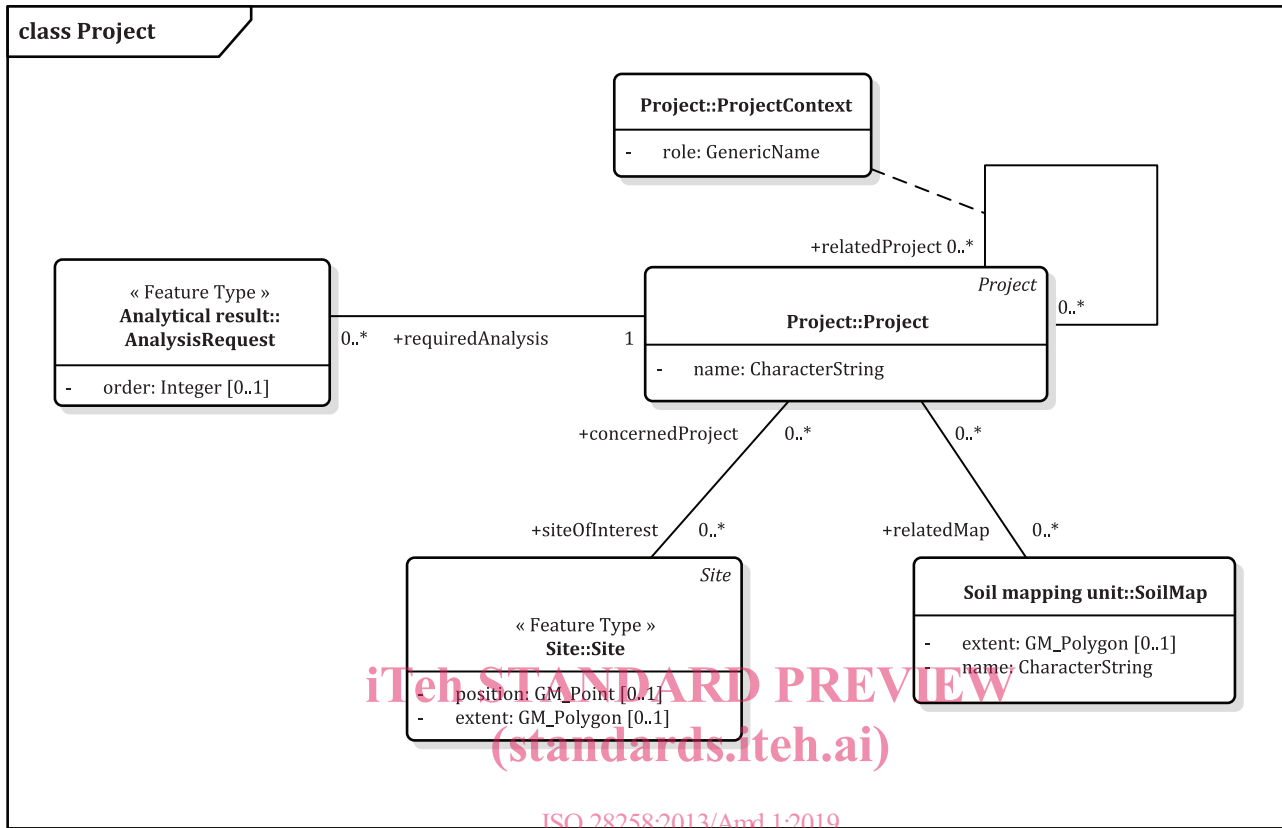 class Project
Project::ProjectContext
- role: GenericName
+relatedProject 0..*
« Feature Type »
Analytical result::
AnalysisRequest
- order: Integer [0..1]
0..* +requiredAnalysis 1
Project
Project::Project
- name: CharacterString
0..*
+concernedProject 0..*
0..*
+siteOfInterest 0..*
+relatedMap 0..*
Site
« Feature Type »
Site::Site
- position: GM_Point [0..1]
- extent: GM_Polygon [0..1]
Soil mapping unit::SoilMap
- extent: GM_Polygon [0..1]
- name: CharacterString
iTeh STANDARD PREVIEW
(standards.iteh.ai)
ISO 28258:2013/Amd 1:2019